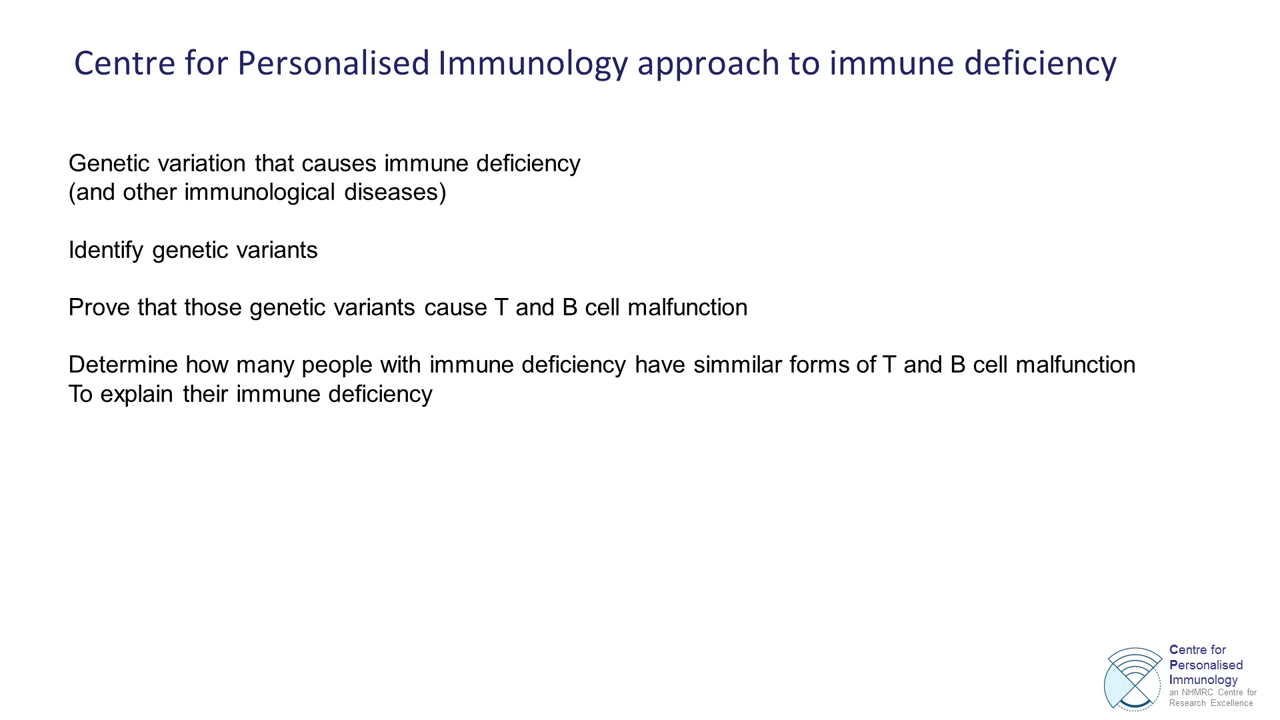 Centre for Personalised Immunology approach to immune deficiency
Genetic variation that causes immune deficiency
(and other immunological diseases)
Identify genetic variants
Prove that those genetic variants cause T and B cell malfunction
Determine how many people with immune deficiency have simmilar forms of T and B cell malfunction
To explain their immune deficiency
Centre for
Personalised
Immunology
an NHMRC Centre for
Research Excellence